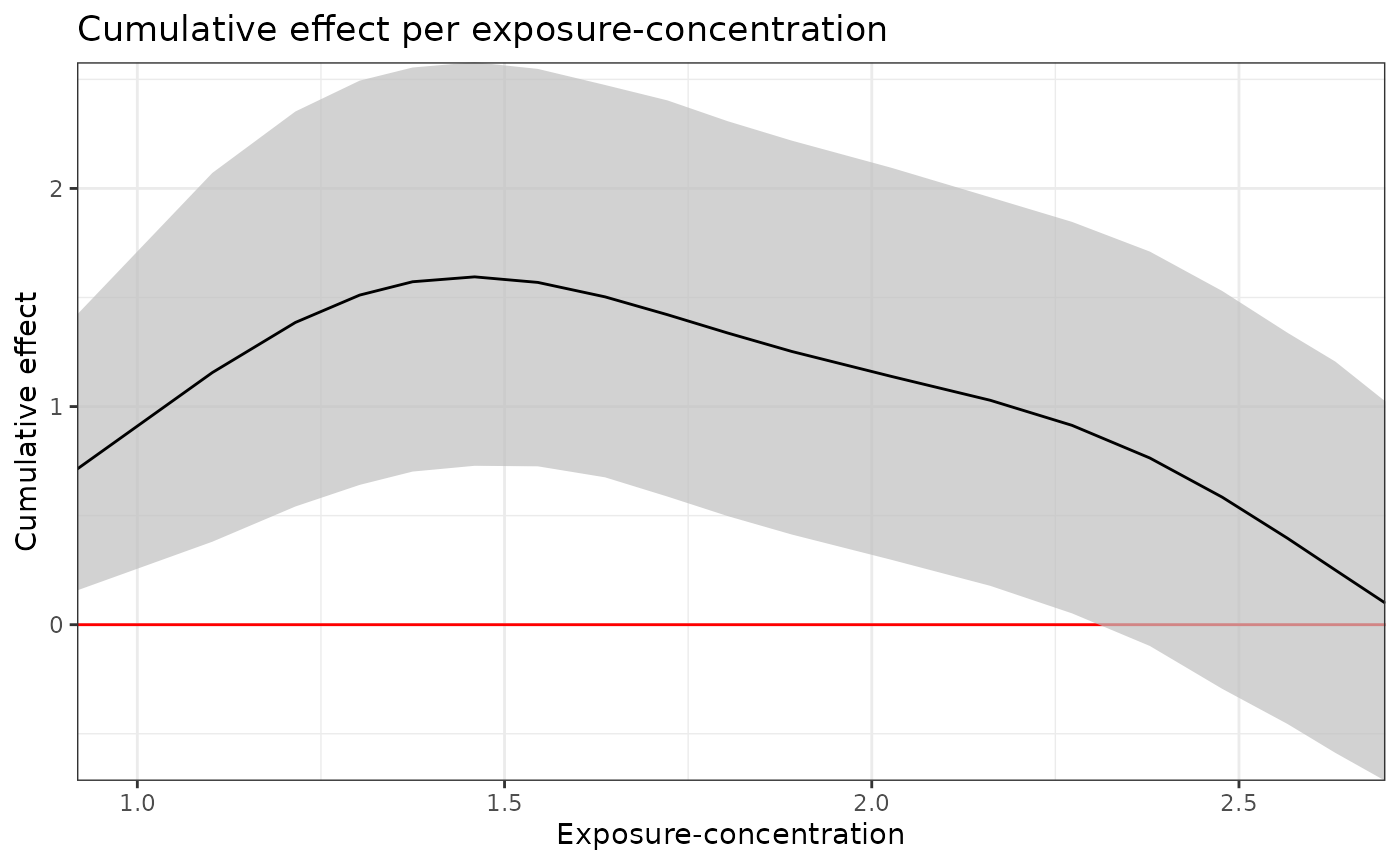 Cumulative effect per exposure-concentration
Cumulative effect
2
1
0
1.0 1.5 2.0 2.5
Exposure-concentration